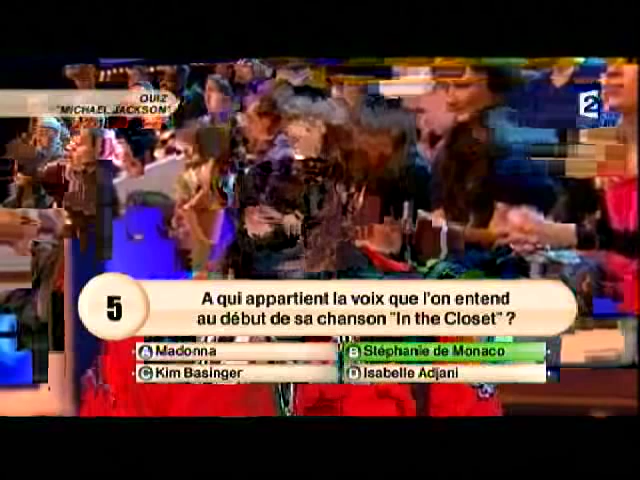 QUIZ
"MICHAEL JACKSON"
2
5
A qui appartient la voix que l'on entend
au début de sa chanson "In the Closet" ?
A Madonna
B Stéphanie de Monaco
C Kim Basinger
D Isabelle Adjani